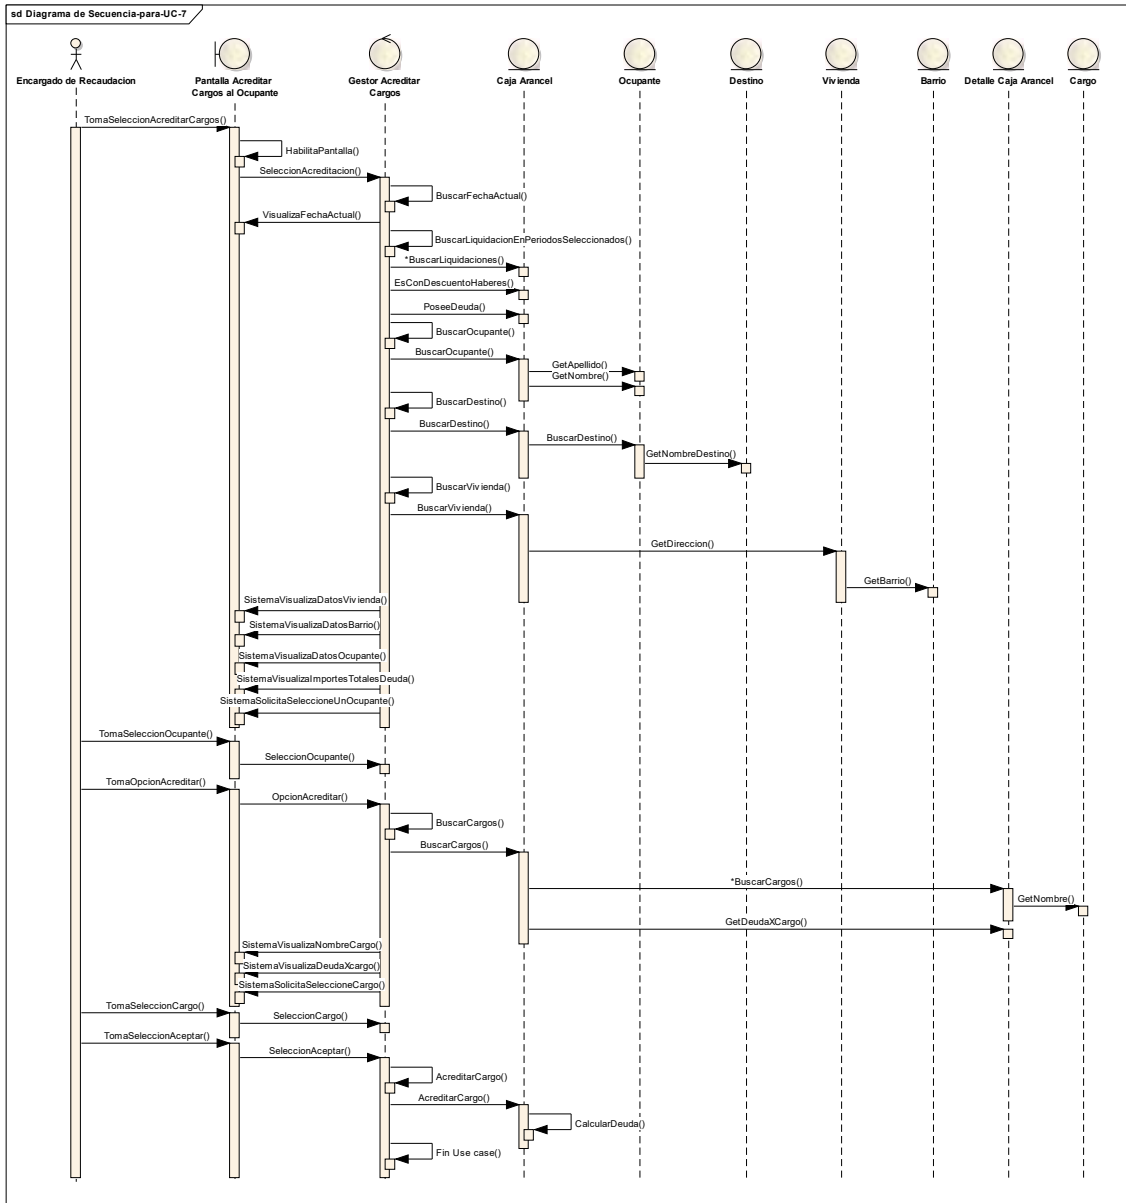 sd Diagrama de Secuencia-para-UC-7
Encargado de Recaudacion
Pantalla Acreditar
Cargos al Ocupante
Gestor Acreditar
Cargos
Caja Arancel
Ocupante
Destino
Vivienda
Barrio
Detalle Caja Arancel
Cargo
TomaSeleccionAcreditarCargos()
HabilitaPantalla()
SeleccionAcreditacion()
BuscarFechaActual()
VisualizaFechaActual()
BuscarLiquidacionEnPeriodosSeleccionados()
*BuscarLiquidaciones()
EsConDescuentoHaberes()
PoseeDeuda()
BuscarOcupante()
BuscarOcupante()
GetApellido()
GetNombre()
BuscarDestino()
BuscarDestino()
BuscarDestino()
GetNombreDestino()
BuscarVivienda()
BuscarVivienda()
GetDireccion()
GetBarrio()
SistemaVisualizaDatosVivienda()
SistemaVisualizaDatosBarrio()
SistemaVisualizaDatosOcupante()
SistemaVisualizaImportesTotalesDeuda()
SistemaSolicitaSeleccioneUnOcupante()
TomaSeleccionOcupante()
SeleccionOcupante()
TomaOpcionAcreditar()
OpcionAcreditar()
BuscarCargos()
BuscarCargos()
*BuscarCargos()
GetNombre()
GetDeudaXCargo()
SistemaVisualizaNombreCargo()
SistemaVisualizaDeudaXcargo()
SistemaSolicitaSeleccioneCargo()
TomaSeleccionCargo()
SeleccionCargo()
TomaSeleccionAceptar()
SeleccionAceptar()
AcreditarCargo()
AcreditarCargo()
CalcularDeuda()
Fin Use case()